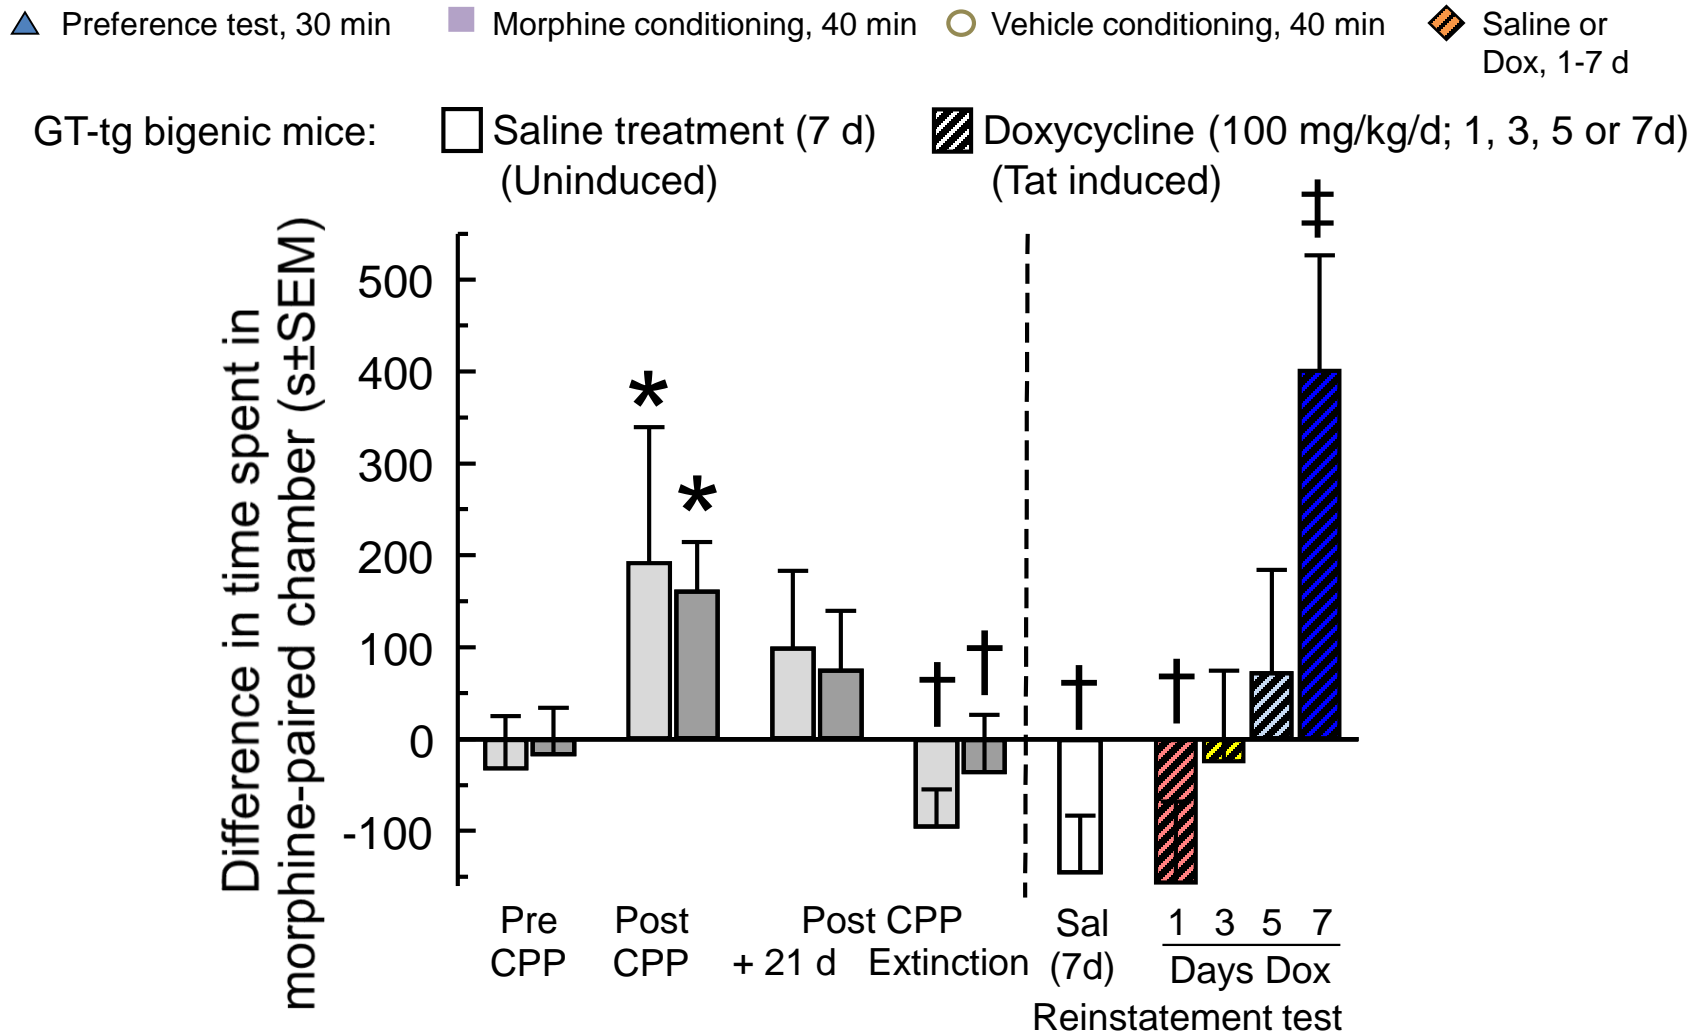 Preference test, 30 min
Morphine conditioning, 40 min
Vehicle conditioning, 40 min
Saline or
Dox, 1-7 d
GT-tg bigenic mice:
Saline treatment (7 d)
(Uninduced)
Doxycycline (100 mg/kg/d; 1, 3, 5 or 7d)
(Tat induced)
Difference in time spent in
morphine-paired chamber (s±SEM)
500
400
300
200
100
0
-100
*
*
†
†
†
†
‡
Pre
CPP
Post
CPP
Post CPP
+ 21 d
Extinction
Sal
(7d)
1 3 5 7
Days Dox
Reinstatement test